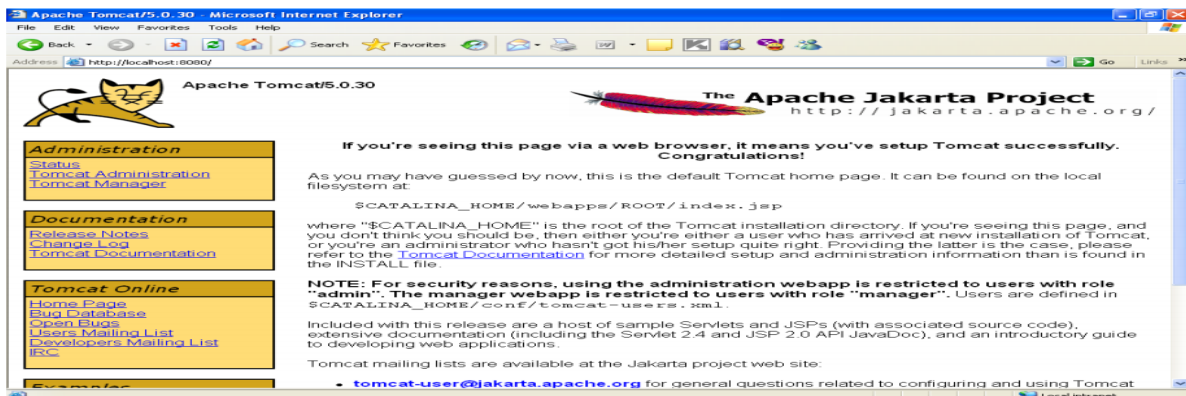 Apache Tomcat/5.0.30 - Microsoft Internet Explorer
File Edit View Favorites Tools Help
Back Search Favorites
Address http://localhost:8080/ Go Links »
Apache Tomcat/5.0.30
The Apache Jakarta Project
http://jakarta.apache.org/
Administration
Status
Tomcat Administration
Tomcat Manager
Documentation
Release Notes
Change Log
Tomcat Documentation
Tomcat Online
Home Page
Bug Database
Open Bugs
Users Mailing List
Developers Mailing List
IRC
Examples
If you're seeing this page via a web browser, it means you've setup Tomcat successfully.
Congratulations!
As you may have guessed by now, this is the default Tomcat home page. It can be found on the local
filesystem at:
$CATALINA_HOME/webapps/ROOT/index.jsp
where "$CATALINA_HOME" is the root of the Tomcat installation directory. If you're seeing this page, and
you don't think you should be, then either you're either a user who has arrived at new installation of Tomcat,
or you're an administrator who hasn't got his/her setup quite right. Providing the latter is the case, please
refer to the Tomcat Documentation for more detailed setup and administration information than is found in
the INSTALL file.
NOTE: For security reasons, using the administration webapp is restricted to users with role
"admin". The manager webapp is restricted to users with role "manager". Users are defined in
$CATALINA_HOME/conf/tomcat-users.xml.
Included with this release are a host of sample Servlets and JSPs (with associated source code),
extensive documentation (including the Servlet 2.4 and JSP 2.0 API JavaDoc), and an introductory guide
to developing web applications.
Tomcat mailing lists are available at the Jakarta project web site:
• tomcat-user@jakarta.apache.org for general questions related to configuring and using Tomcat
Local intranet